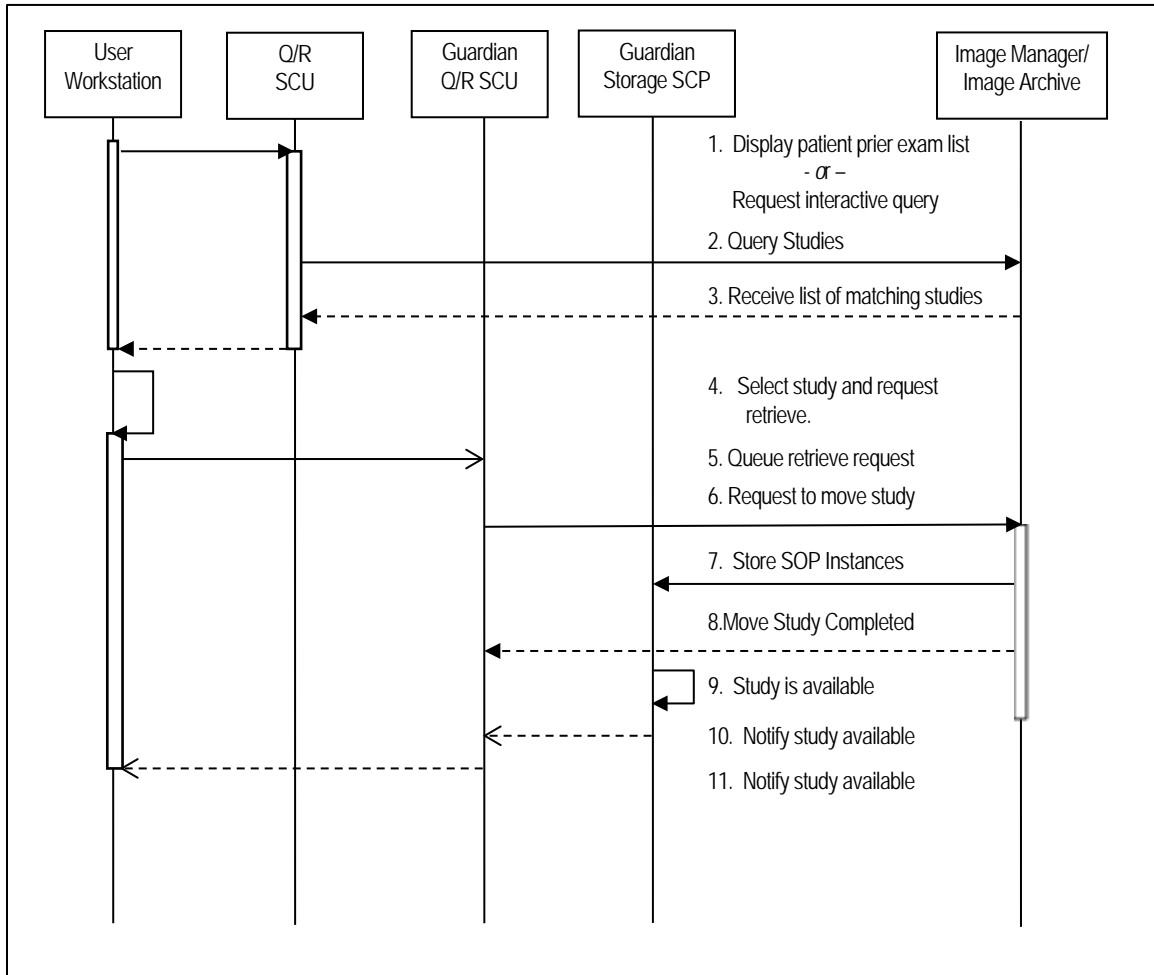 User
Workstation
Q/R
SCU
Guardian
Q/R SCU
Guardian
Storage SCP
Image Manager/
Image Archive
1. Display patient prier exam list
- or –
Request interactive query
2. Query Studies
3. Receive list of matching studies
4. Select study and request
retrieve.
5. Queue retrieve request
6. Request to move study
7. Store SOP Instances
8.Move Study Completed
9. Study is available
10. Notify study available
11. Notify study available